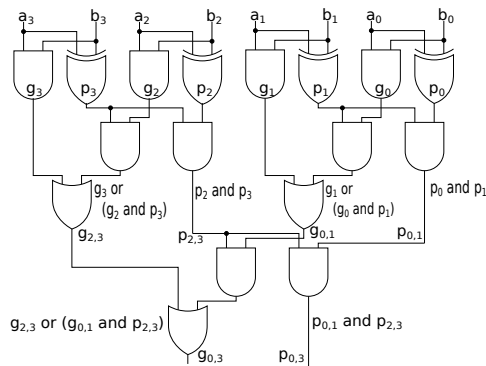 a₃ b₃ a₂ b₂ a₁ b₁ a₀ b₀
g₃ p₃ g₂ p₂ g₁ p₁ g₀ p₀
g₃ or
(g₂ and p₃)
p₂ and p₃
g₁ or
(g₀ and p₁)
p₀ and p₁
g₂,₃ p₂,₃ g₀,₁ p₀,₁
g₂,₃ or (g₀,₁ and p₂,₃)
p₀,₁ and p₂,₃
g₀,₃ p₀,₃